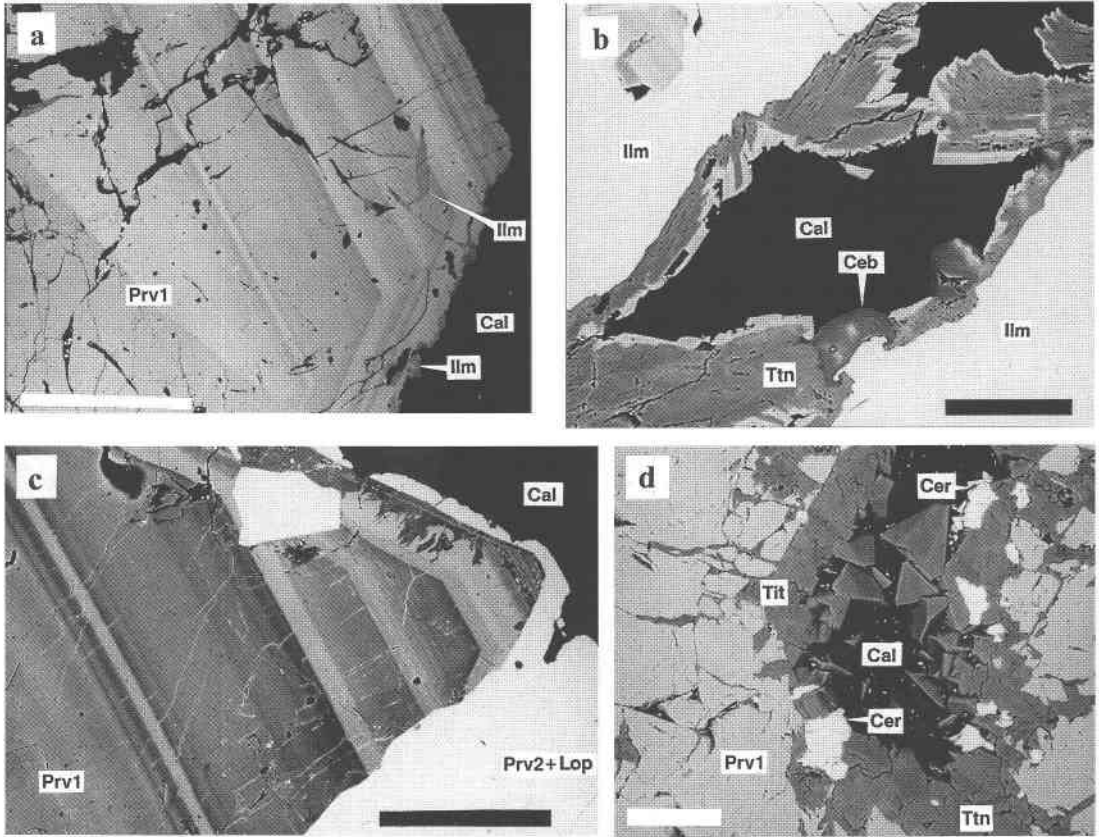 a
Ilm
Prv1
Cal
Ilm
b
Ilm
Cal
Ceb
Ilm
Ttn
c
Cal
Prv1
Prv2+Lop
d
Cer
Tit
Cal
Cer
Prv1
Ttn